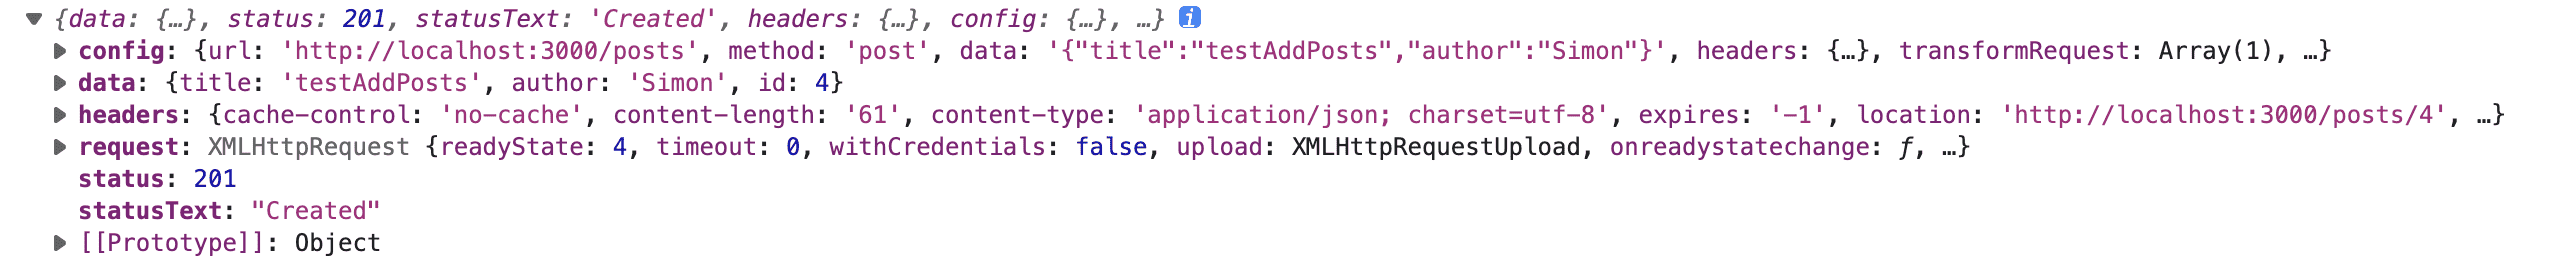 {data: {…}, status: 201, statusText: 'Created', headers: {…}, config: {…}, …} i
config: {url: 'http://localhost:3000/posts', method: 'post', data: '{"title":"testAddPosts","author":"Simon"}', headers: {…}, transformRequest: Array(1), …}
data: {title: 'testAddPosts', author: 'Simon', id: 4}
headers: {cache-control: 'no-cache', content-length: '61', content-type: 'application/json; charset=utf-8', expires: '-1', location: 'http://localhost:3000/posts/4', …}
request: XMLHttpRequest {readyState: 4, timeout: 0, withCredentials: false, upload: XMLHttpRequestUpload, onreadystatechange: ƒ, …}
status: 201
statusText: "Created"
[[Prototype]]: Object